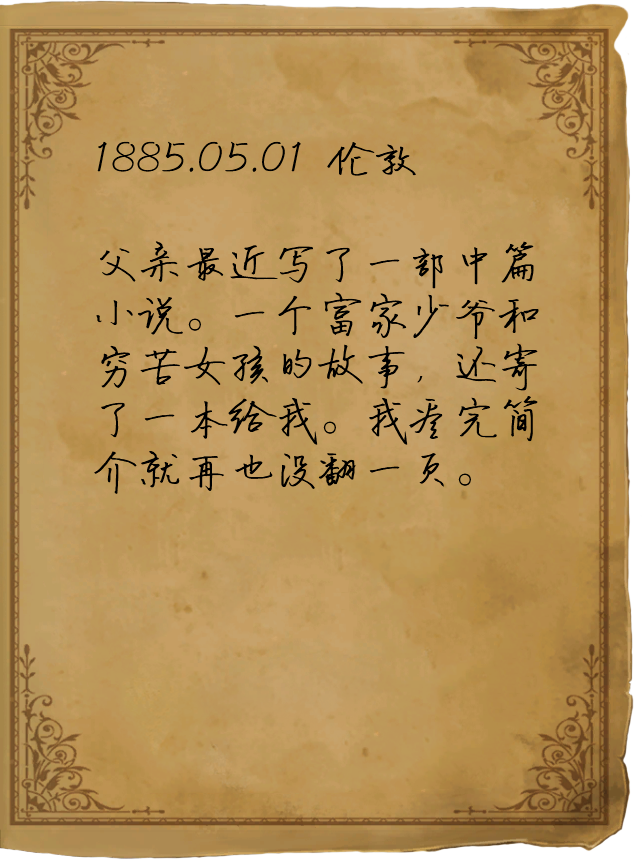 1885.05.01 伦敦
父亲最近写了一部中篇
小说。一个富家少爷和
穷苦女孩的故事，还寄
了一本给我。我看完简
介就再也没翻一页。